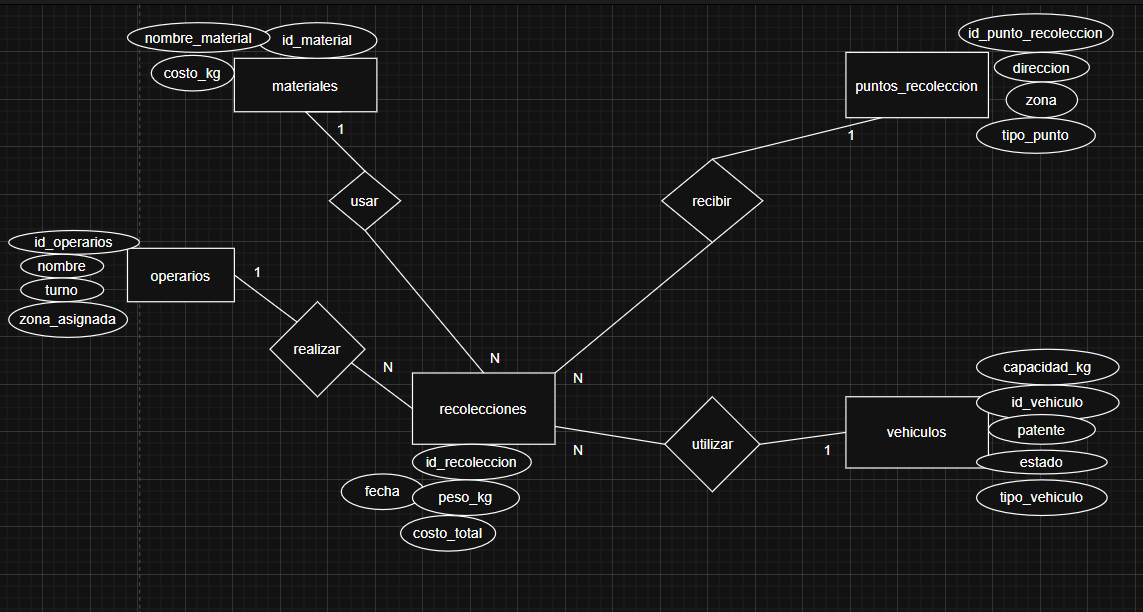 nombre_material
id_material
costo_kg
materiales
1
usar
id_punto_recoleccion
direccion
zona
tipo_punto
puntos_recoleccion
1
recibir
id_operarios
nombre
turno
zona_asignada
operarios
1
realizar
N
N
N
recolecciones
N
id_recoleccion
fecha
peso_kg
costo_total
utilizar
1
vehiculos
capacidad_kg
id_vehiculo
patente
estado
tipo_vehiculo